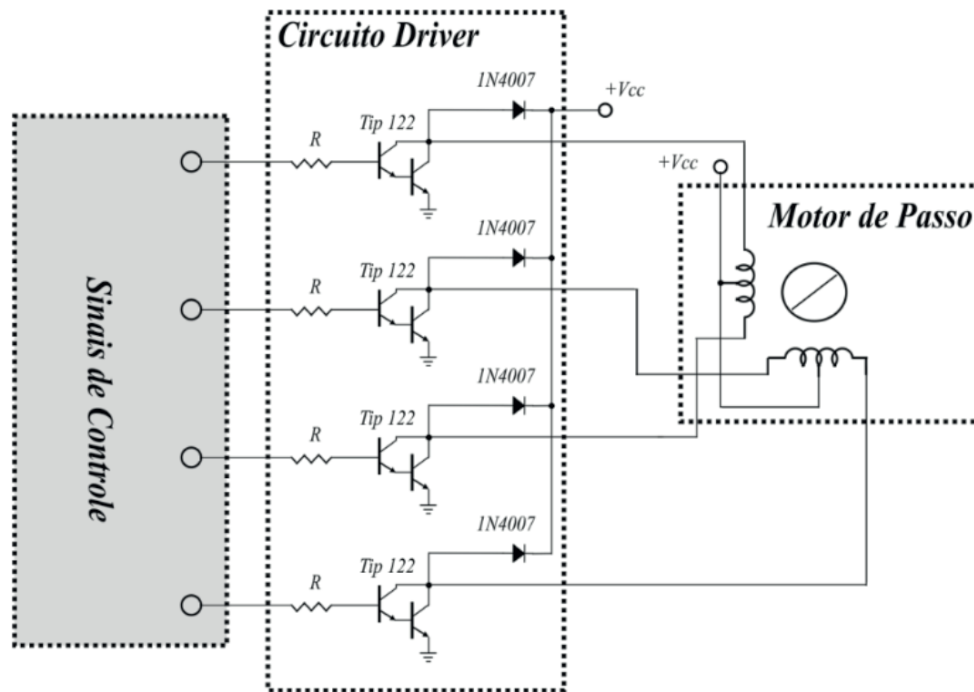 Circuito Driver
1N4007
+Vcc
Tip 122
R
+Vcc
Motor de Passo
1N4007
Tip 122
R
Sinais de Controle
1N4007
Tip 122
R
1N4007
Tip 122
R